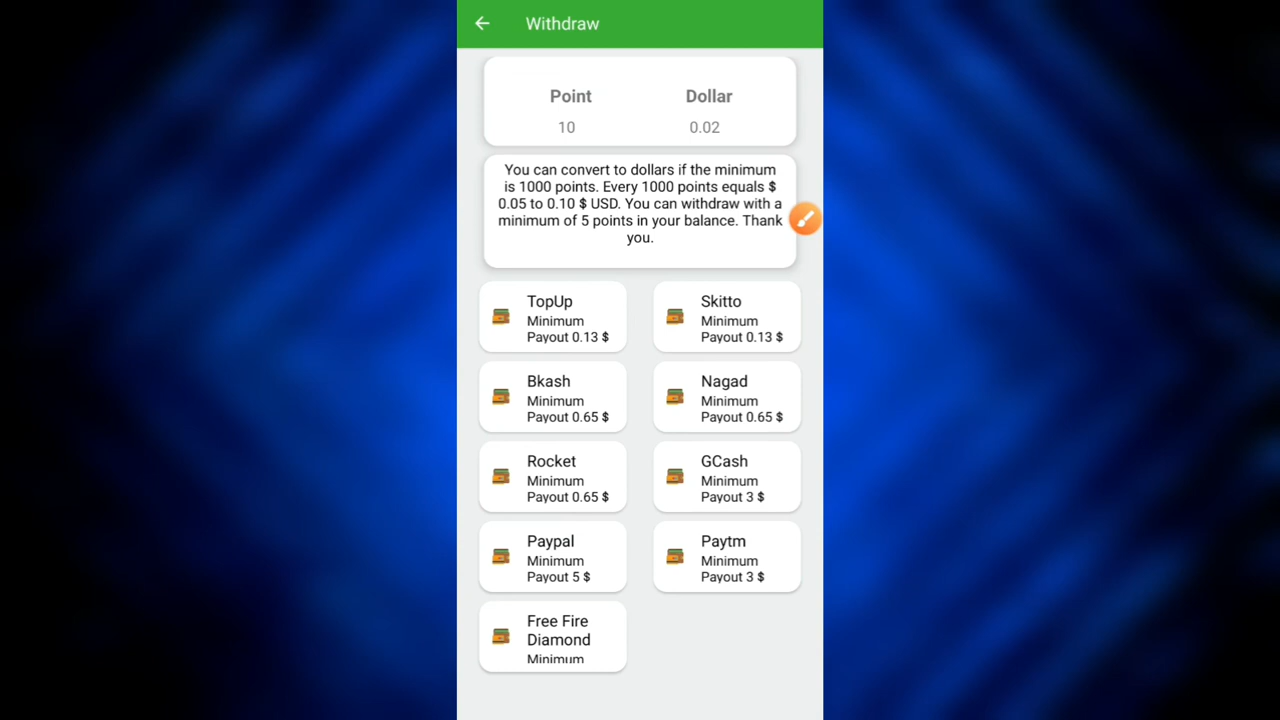 Withdraw
Point Dollar
10 0.02
You can convert to dollars if the minimum
is 1000 points. Every 1000 points equals $
0.05 to 0.10 $ USD. You can withdraw with a
minimum of 5 points in your balance. Thank
you.
TopUp
Minimum
Payout 0.13 $
Skitto
Minimum
Payout 0.13 $
Bkash
Minimum
Payout 0.65 $
Nagad
Minimum
Payout 0.65 $
Rocket
Minimum
Payout 0.65 $
GCash
Minimum
Payout 3 $
Paypal
Minimum
Payout 5 $
Paytm
Minimum
Payout 3 $
Free Fire
Diamond
Minimum